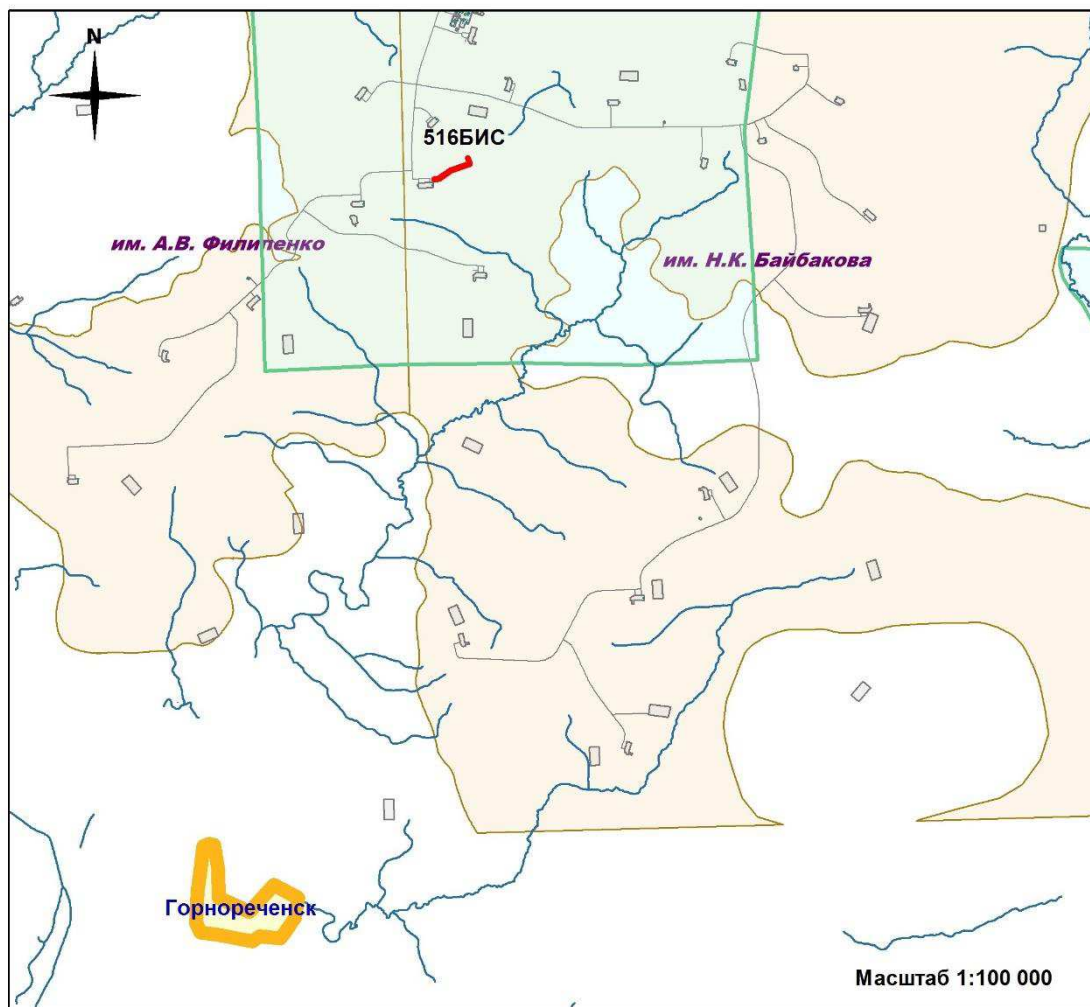 N
516БИС
им. А.В. Филипенко
им. Н.К. Байбакова
Горнореченск
Масштаб 1:100 000